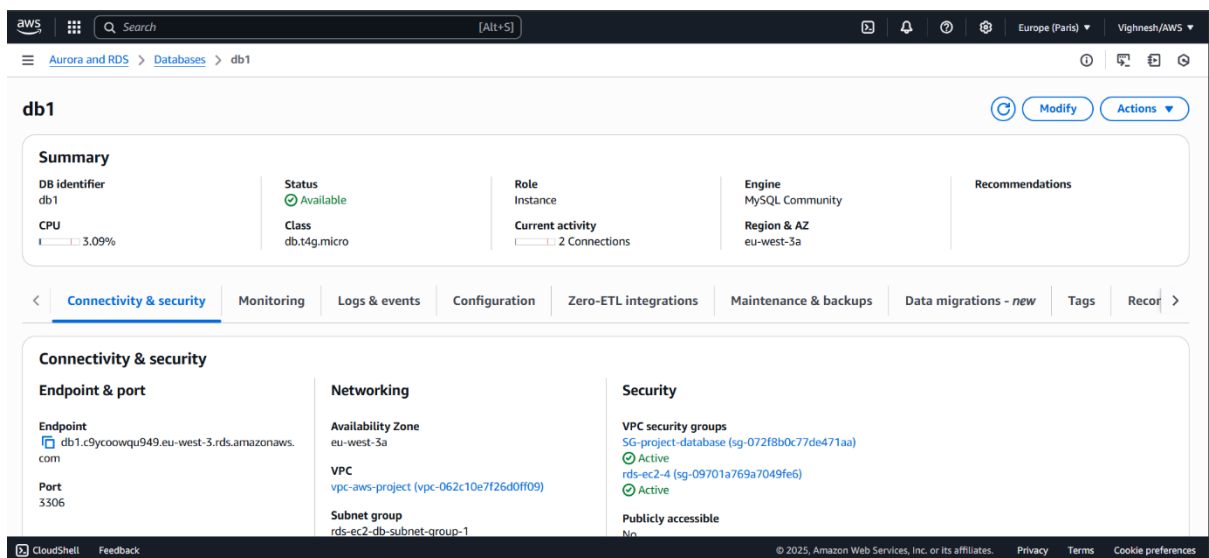 aws Search [Alt+S] Europe (Paris) ▼ Vighnesh/AWS ▼
Aurora and RDS > Databases > db1
db1
Modify Actions ▼
Summary
DB identifier Status Role Engine Recommendations
db1 Available Instance MySQL Community
CPU Class Current activity Region & AZ
3.09% db.t4g.micro 2 Connections eu-west-3a
Connectivity & security Monitoring Logs & events Configuration Zero-ETL integrations Maintenance & backups Data migrations - new Tags Recor
Connectivity & security
Endpoint & port Networking Security
Endpoint Availability Zone VPC security groups
db1.c9ycoowqu949.eu-west-3.rds.amazonaws. eu-west-3a SG-project-database (sg-072f8b0c77de471aa)
com Active
VPC rds-ec2-4 (sg-09701a769a7049fe6)
Port vpc-aws-project (vpc-062c10e7f26d0ff09) Active
3306
Subnet group Publicly accessible
rds-ec2-db-subnet-group-1 No
CloudShell Feedback © 2025, Amazon Web Services, Inc. or its affiliates. Privacy Terms Cookie preferences